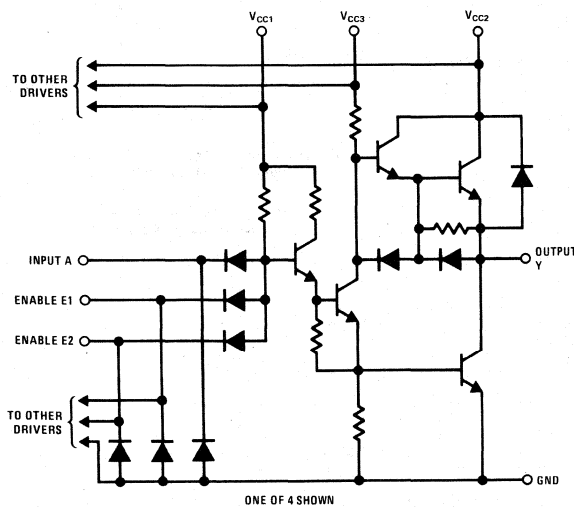 VCC1 VCC3 VCC2
TO OTHER
DRIVERS
INPUT A
OUTPUT
Y
ENABLE E1
ENABLE E2
TO OTHER
DRIVERS
GND
ONE OF 4 SHOWN